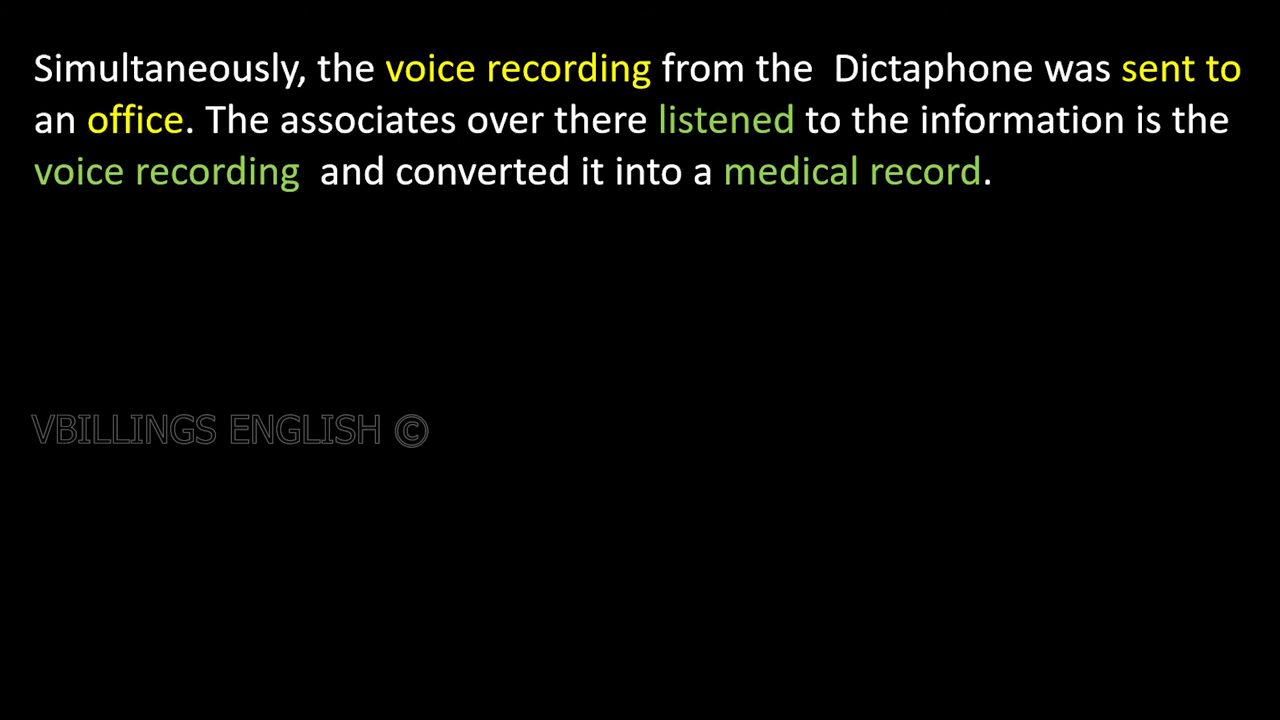 Simultaneously, the voice recording from the Dictaphone was sent to
an office. The associates over there listened to the information is the
voice recording and converted it into a medical record.
VBILLINGS ENGLISH ©